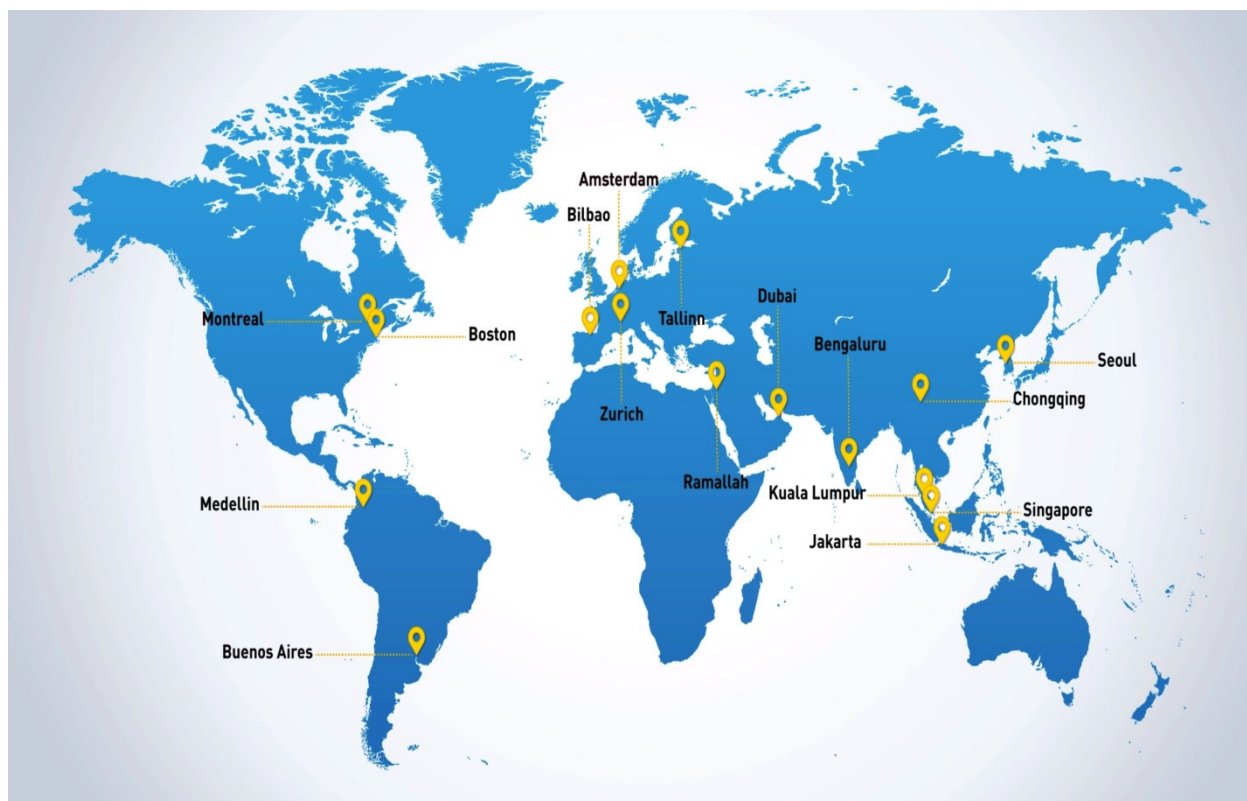 Amsterdam
Bilbao
Dubai
Montreal
Tallinn
Boston
Bengaluru
Seoul
Chongqing
Zurich
Ramallah
Kuala Lumpur
Medellin
Singapore
Jakarta
Buenos Aires